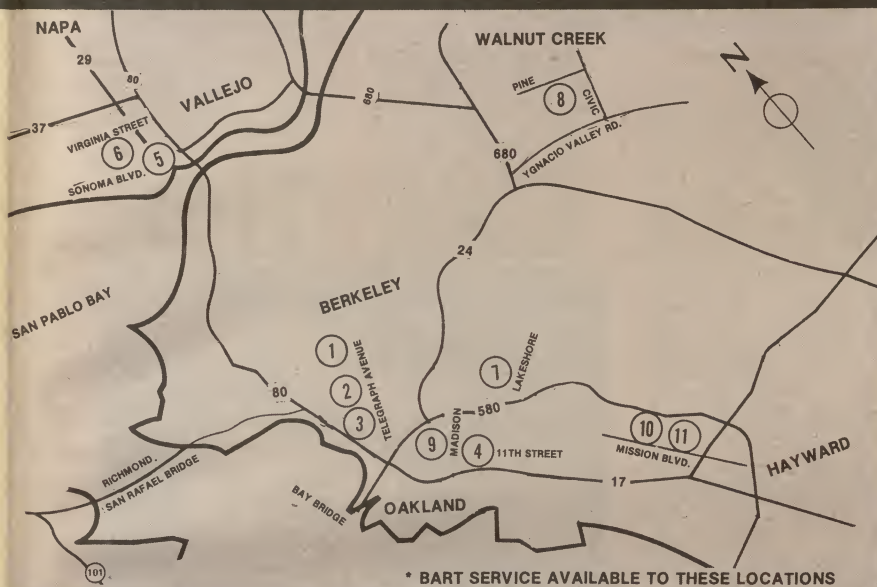 NAPA
29
80
VALLEJO
680
37
VIRGINIA STREET
6
5
SONOMA BLVD.
WALNUT CREEK
PINE
8
CIVIC
YGNACIO VALLEY RD.
680
N
24
SAN PABLO BAY
BERKELEY
1
2
3
TELEGRAPH AVENUE
80
7
LAKESHORE
580
9
MADISON
4
11TH STREET
10
11
MISSION BLVD.
HAYWARD
17
RICHMOND,
SAN RAFAEL BRIDGE
BAY BRIDGE
OAKLAND
101
* BART SERVICE AVAILABLE TO THESE LOCATIONS